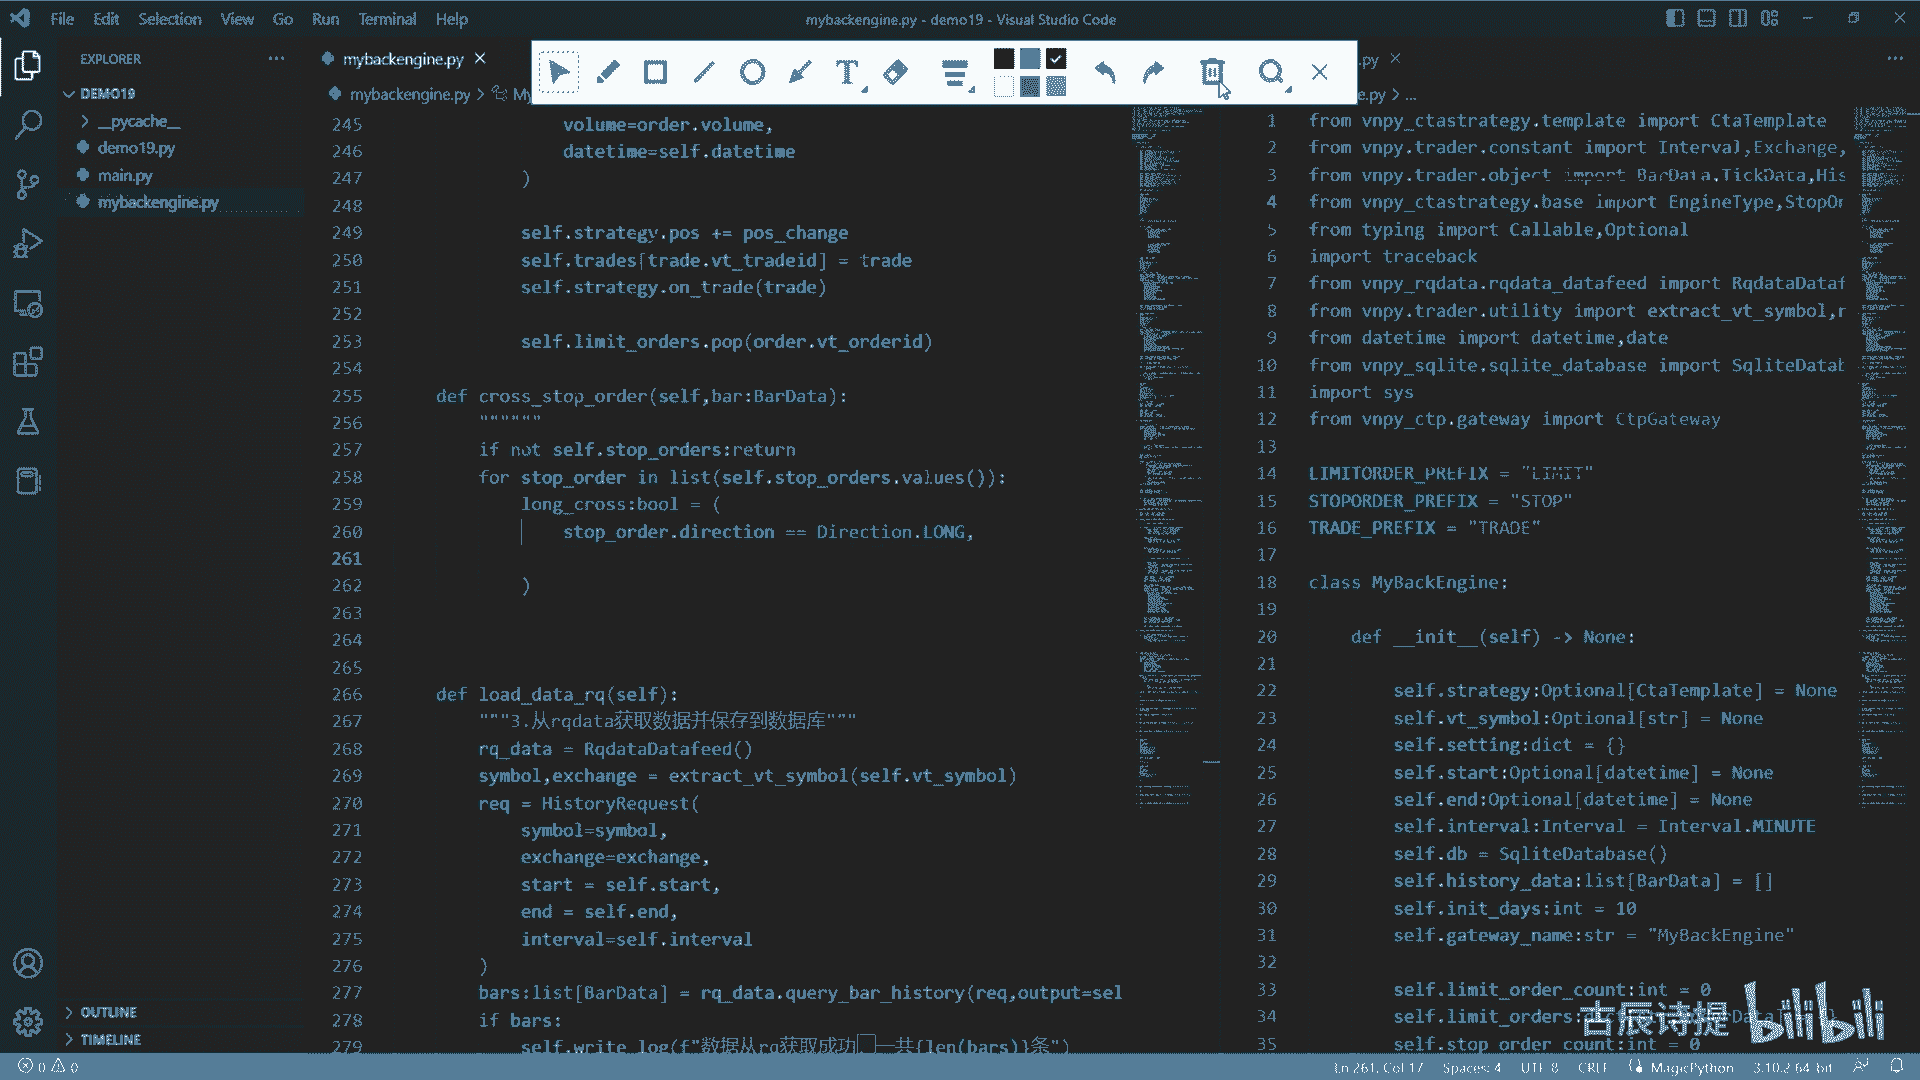 File Edit Selection View Go Run Terminal Help
mybackengine.py - demo19 - Visual Studio Code
EXPLORER
DEMO19
__pycache__
demo19.py
main.py
mybackengine.py
OUTLINE
TIMELINE
mybackengine.py
mybackengine.py > My
245 volume=order.volume,
246 datetime=self.datetime
247 )
248
249 self.strategy.pos += pos_change
250 self.trades[trade.vt_tradeid] = trade
251 self.strategy.on_trade(trade)
252
253 self.limit_orders.pop(order.vt_orderid)
254
255 def cross_stop_order(self,bar:BarData):
256 """"""
257 if not self.stop_orders:return
258 for stop_order in list(self.stop_orders.values()):
259 long_cross:bool = (
260 stop_order.direction == Direction.LONG,
261
262 )
263
264
265
266 def load_data_rq(self):
267 """3.从rqdata获取数据并保存到数据库"""
268 rq_data = RqdataDatafeed()
269 symbol,exchange = extract_vt_symbol(self.vt_symbol)
270 req = HistoryRequest(
271 symbol=symbol,
272 exchange=exchange,
273 start = self.start,
274 end = self.end,
275 interval=self.interval
276 )
277 bars:list[BarData] = rq_data.query_bar_history(req,output=sel
278 if bars:
279 self.write_log(f"数据从rq获取成功，一共{len(bars)}条")
.py
e.py > ...
1 from vnpy_ctastrategy.template import CtaTemplate
2 from vnpy.trader.constant import Interval,Exchange,
3 from vnpy.trader.object import BarData,TickData,His
4 from vnpy_ctastrategy.base import EngineType,StopOr
5 from typing import Callable,Optional
6 import traceback
7 from vnpy_rqdata.rqdata_datafeed import RqdataDataf
8 from vnpy.trader.utility import extract_vt_symbol,r
9 from datetime import datetime,date
10 from vnpy_sqlite.sqlite_database import SqliteDatab
11 import sys
12 from vnpy_ctp.gateway import CtpGateway
13
14 LIMITORDER_PREFIX = "LIMIT"
15 STOPORDER_PREFIX = "STOP"
16 TRADE_PREFIX = "TRADE"
17
18 class MyBackEngine:
19
20 def __init__(self) -> None:
21
22 self.strategy:Optional[CtaTemplate] = None
23 self.vt_symbol:Optional[str] = None
24 self.setting:dict = {}
25 self.start:Optional[datetime] = None
26 self.end:Optional[datetime] = None
27 self.interval:Interval = Interval.MINUTE
28 self.db = SqliteDatabase()
29 self.history_data:list[BarData] = []
30 self.init_days:int = 10
31 self.gateway_name:str = "MyBackEngine"
32
33 self.limit_order_count:int = 0
34 self.limit_orders:
35 self.stop_order_count:int = 0
古辰诗提 bilibili
0 0
Ln 261, Col 17 Spaces: 4 UTF-8 CRLF MagicPython 3.10.2 64-bit